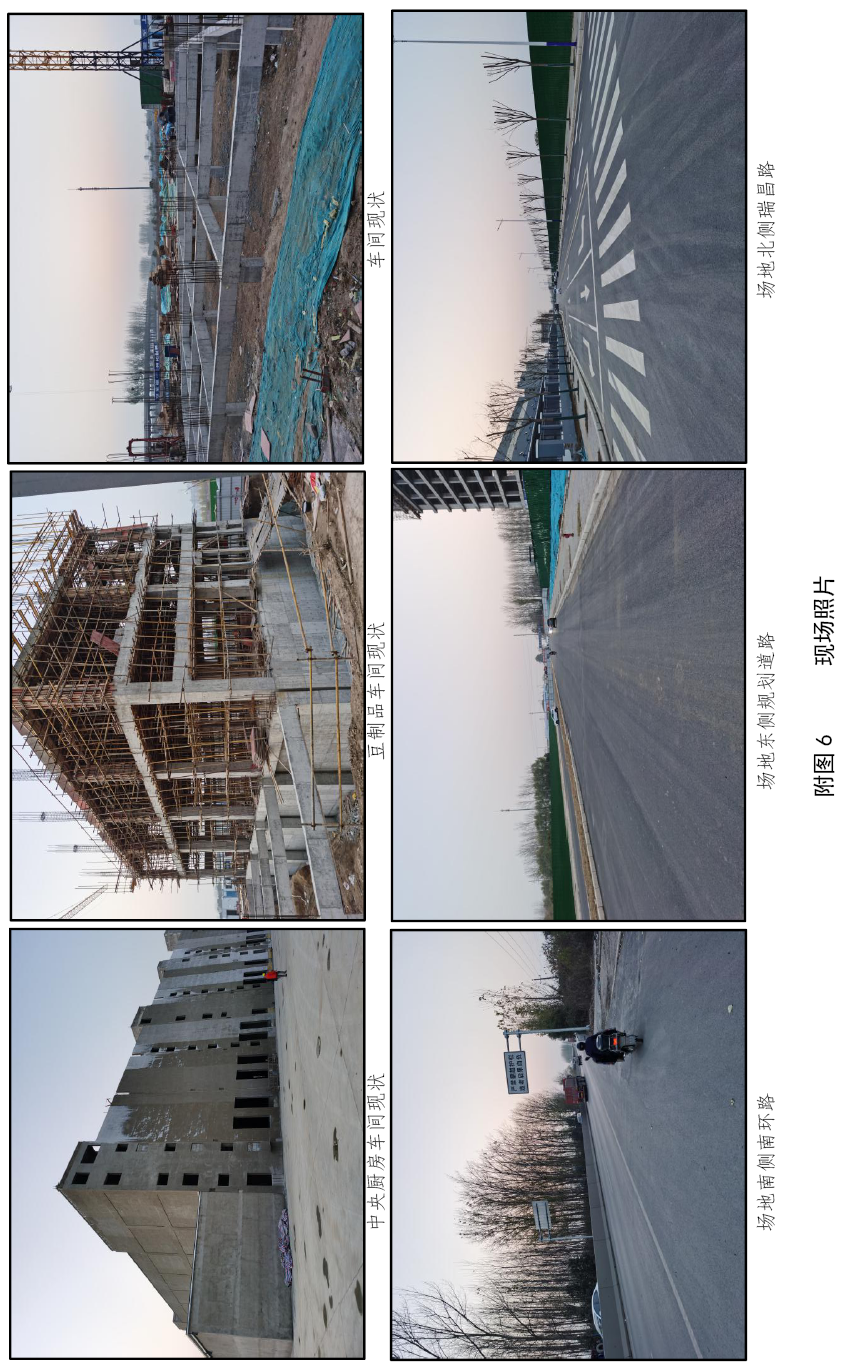 中央厨房车间现状
豆制品车间现状
车间现状
场地南侧南环路
场地东侧规划道路
场地北侧瑞昌路
附图 6 现场照片